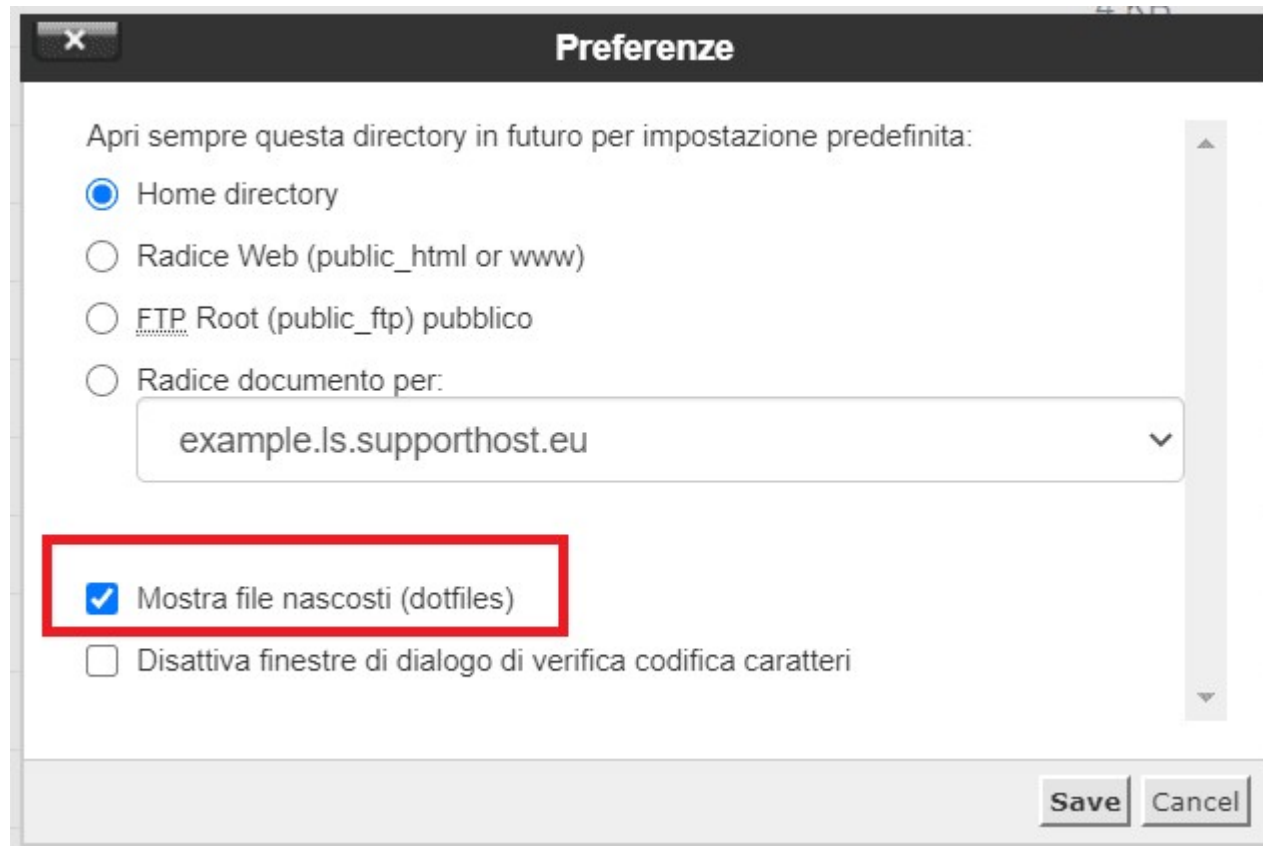 Preferenze
Apri sempre questa directory in futuro per impostazione predefinita:
Home directory
Radice Web (public_html or www)
FTP Root (public_ftp) pubblico
Radice documento per:
example.ls.supporthost.eu
Mostra file nascosti (dotfiles)
Disattiva finestre di dialogo di verifica codifica caratteri
Save Cancel